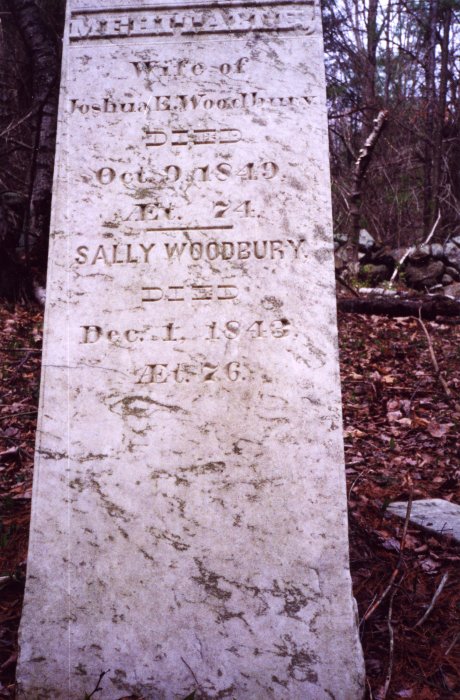 MEHITABLE,
Wife of
Joshua E. Woodbury
DIED
Oct. 9, 1849.
Æt. 74.
SALLY WOODBURY.
DIED
Dec. 1, 1843.
Æt. 76.